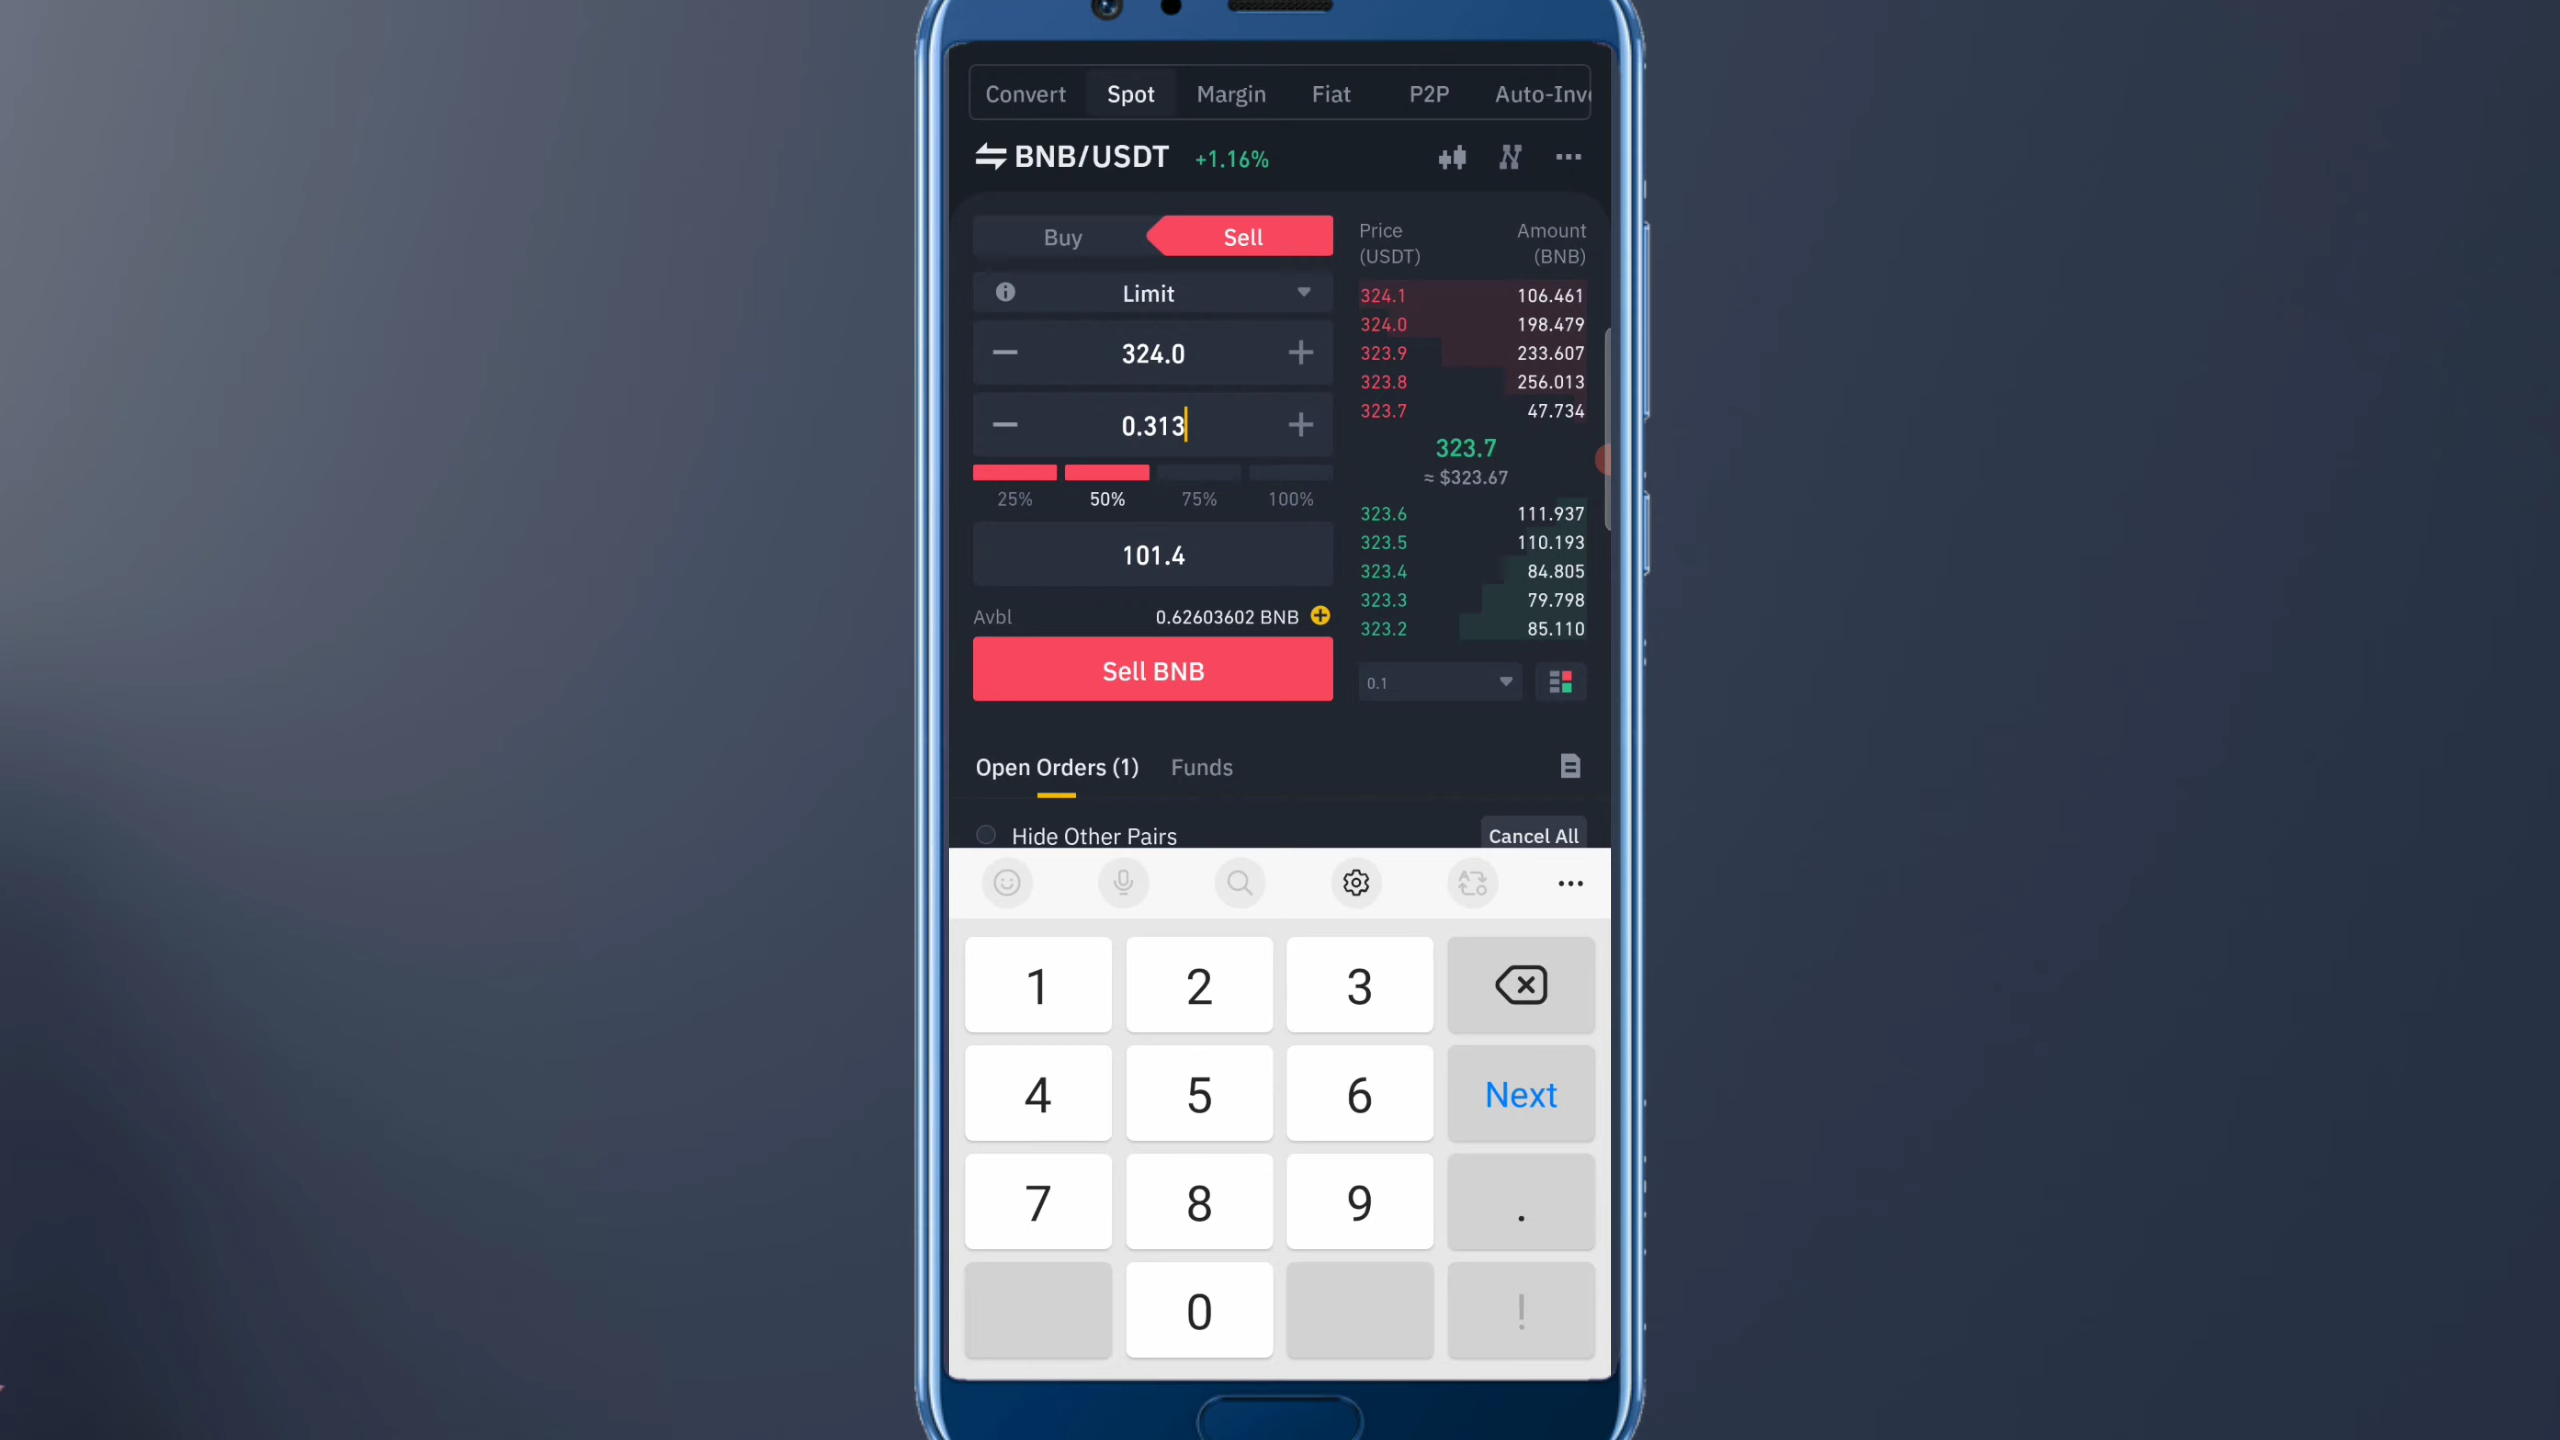 Convert Spot Margin Fiat P2P Auto-Inv
BNB/USDT +1.16%
Buy Sell
Limit
324.0
0.313
25% 50% 75% 100%
101.4
Avbl 0.62603602 BNB
Sell BNB
Price Amount
(USDT) (BNB)
324.1 106.461
324.0 198.479
323.9 233.607
323.8 256.013
323.7 47.734
323.7
≈ $323.67
323.6 111.937
323.5 110.193
323.4 84.805
323.3 79.798
323.2 85.110
0.1
Open Orders (1) Funds
Hide Other Pairs Cancel All
1 2 3
4 5 6 Next
7 8 9 .
0 !